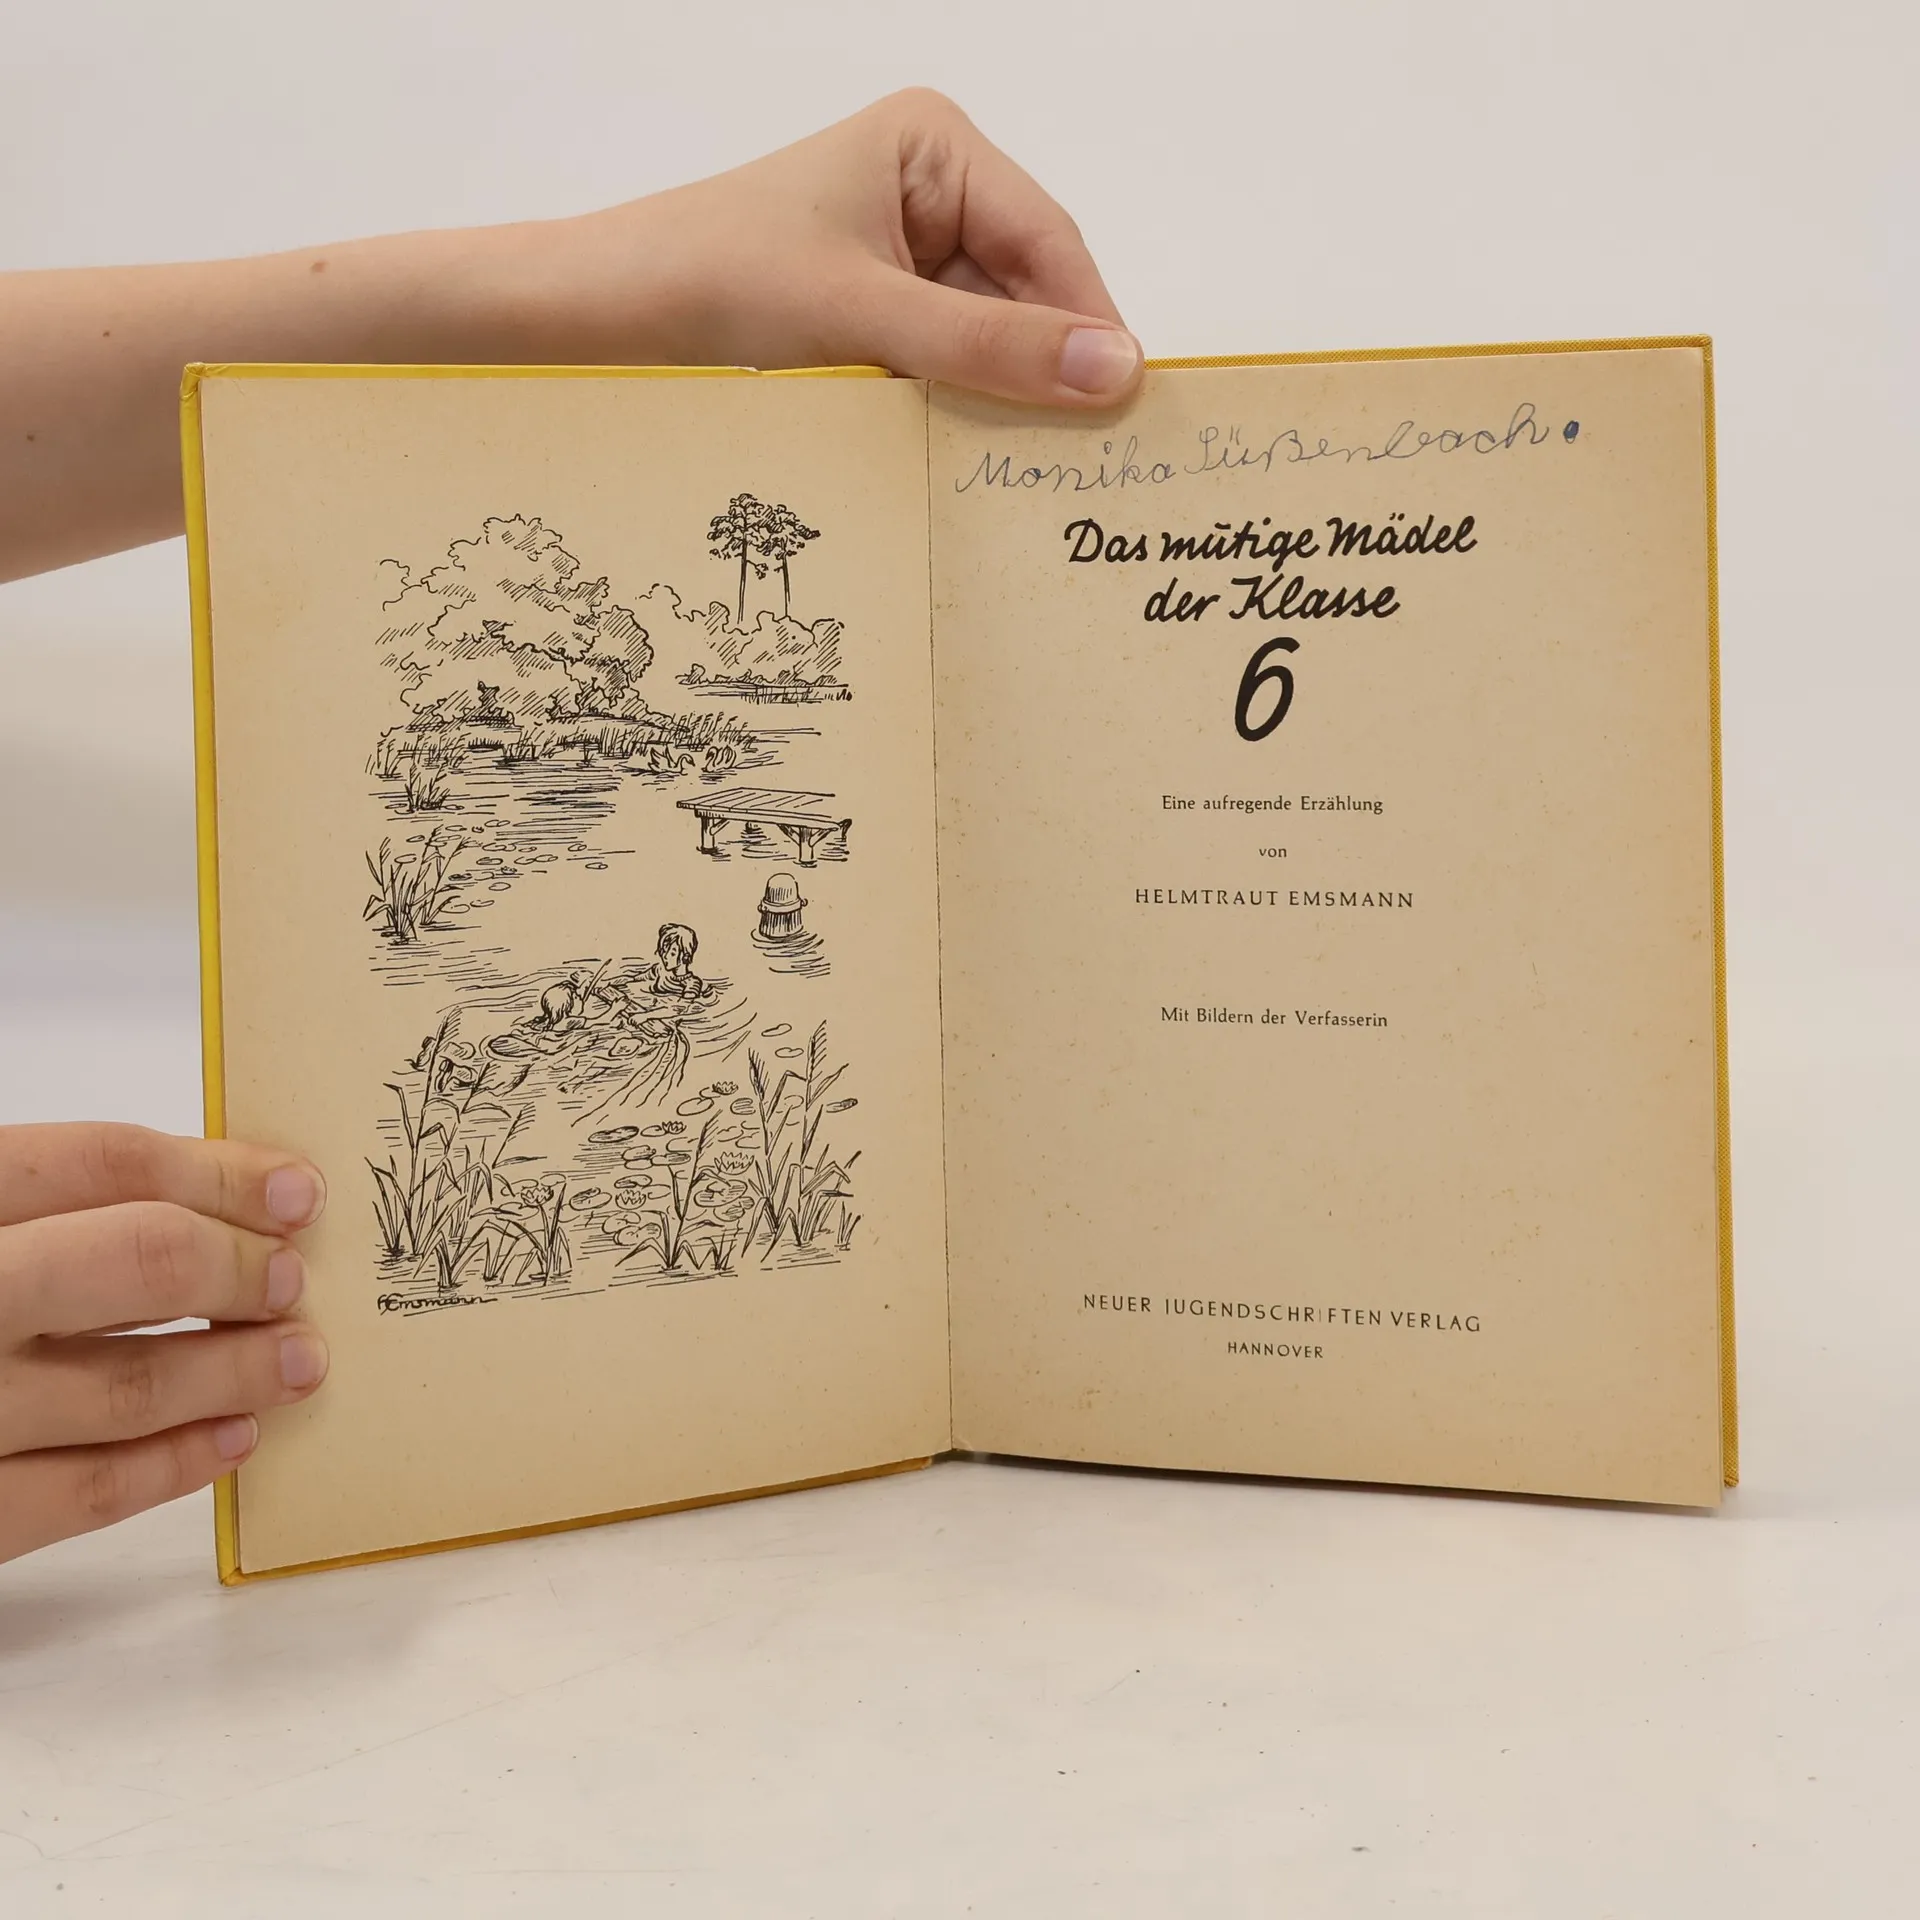 Monika Süßenbach.
Das mutige Mädel
der Klasse
6
Eine aufregende Erzählung
von
HELMTRAUT EMSMANN
Mit Bildern der Verfasserin
NEUER JUGENDSCHRIFTEN VERLAG
HANNOVER
HEmsmann